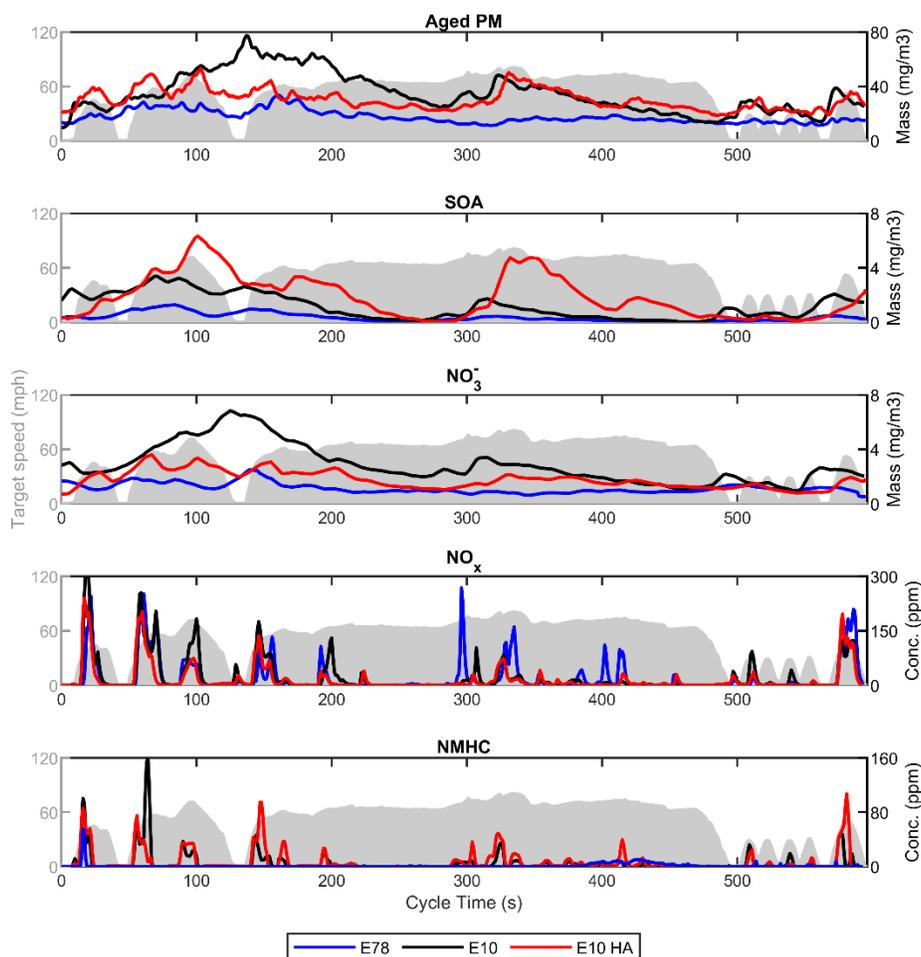 Aged PM
120
60
0
80
40
0
Mass (mg/m3)
0 100 200 300 400 500
SOA
120
60
0
8
4
0
Mass (mg/m3)
0 100 200 300 400 500
NO3-
120
60
0
8
4
0
Mass (mg/m3)
0 100 200 300 400 500
Target speed (mph)
NOx
120
60
0
300
150
0
Conc. (ppm)
0 100 200 300 400 500
NMHC
120
60
0
160
80
0
Conc. (ppm)
0 100 200 300 400 500
Cycle Time (s)
E78 E10 E10 HA